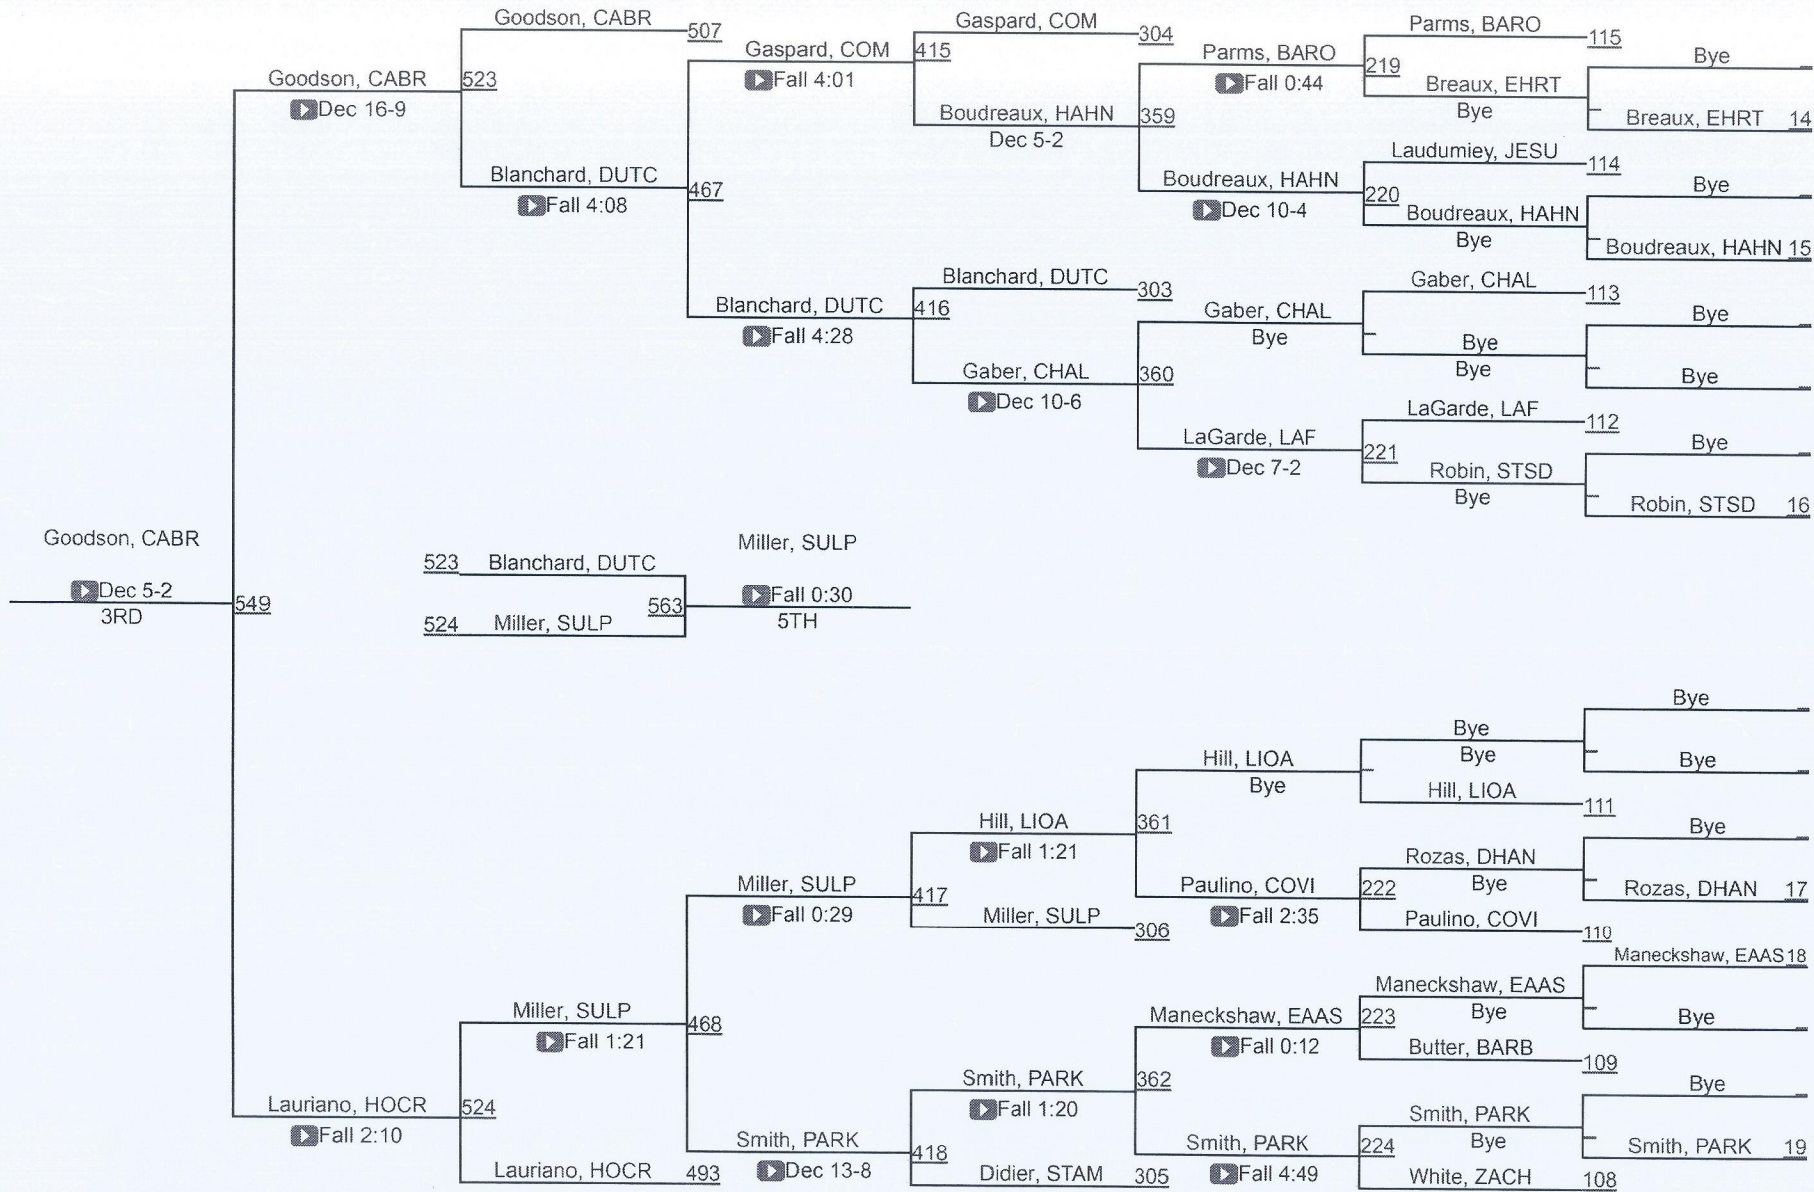 Goodson, CABR 507
Gaspard, COM 304
Parms, BARO 115
Bye
Goodson, CABR 523
Gaspard, COM 415
Parms, BARO 219
Breaux, EHRT
Dec 16-9
Fall 4:01
Fall 0:44
Bye
Breaux, EHRT 14
Boudreaux, HAHN 359
Dec 5-2
Laudumiey, JESU 114
Bye
Blanchard, DUTC 467
Fall 4:08
Boudreaux, HAHN 220
Dec 10-4
Boudreaux, HAHN
Bye
Boudreaux, HAHN 15
Blanchard, DUTC 303
Gaber, CHAL 113
Bye
Blanchard, DUTC 416
Fall 4:28
Gaber, CHAL
Bye
Bye
Bye
Bye
Gaber, CHAL 360
Dec 10-6
LaGarde, LAF 112
Bye
LaGarde, LAF 221
Dec 7-2
Robin, STSD
Bye
Robin, STSD 16
Goodson, CABR
Dec 5-2
3RD
549
523 Blanchard, DUTC
Miller, SULP
563
Fall 0:30
5TH
524 Miller, SULP
Bye
Bye
Bye
Bye
Hill, LIOA
Bye
Hill, LIOA 111
Hill, LIOA 361
Fall 1:21
Bye
Rozas, DHAN
Bye
Rozas, DHAN 17
Miller, SULP 417
Fall 0:29
Paulino, COVI 222
Fall 2:35
Miller, SULP 306
Paulino, COVI 110
Maneckshaw, EAAS 18
Maneckshaw, EAAS
Bye
Bye
Miller, SULP 468
Fall 1:21
Maneckshaw, EAAS 223
Fall 0:12
Butter, BARB 109
Smith, PARK 362
Fall 1:20
Bye
Lauriano, HOCR 524
Fall 2:10
Smith, PARK
Bye
Smith, PARK 19
Smith, PARK 418
Dec 13-8
Smith, PARK 224
Fall 4:49
Lauriano, HOCR 493
Didier, STAM 305
White, ZACH 108